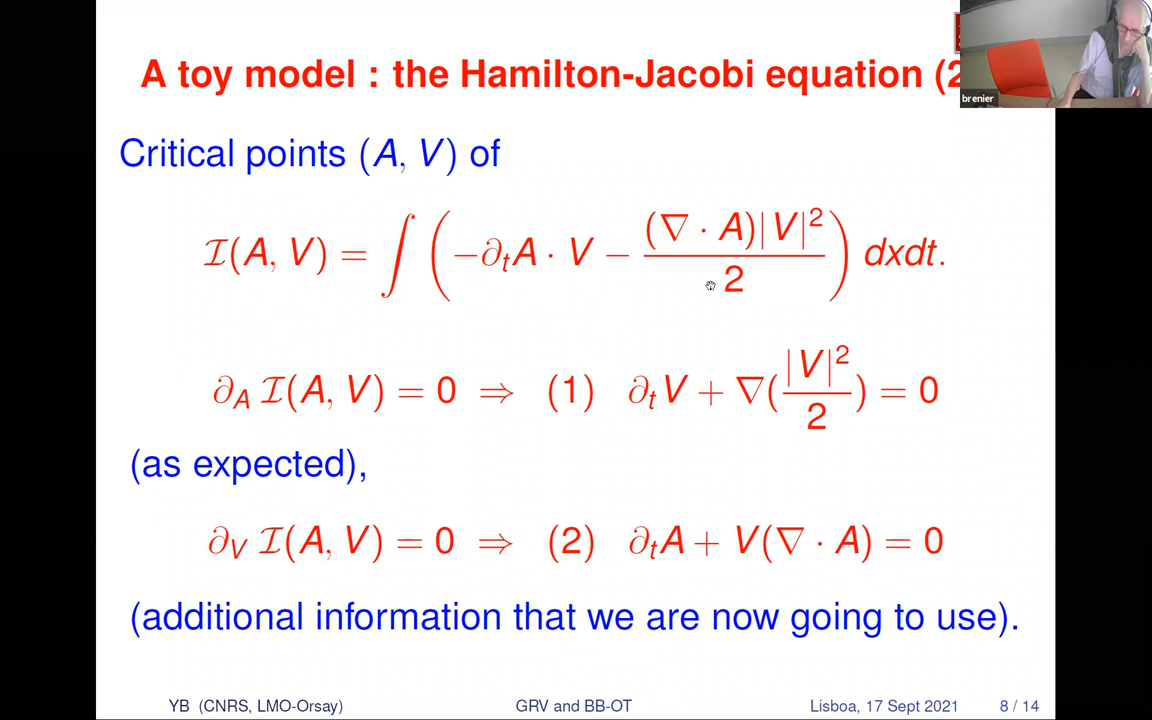 A toy model : the Hamilton-Jacobi equation (2
brenier
Critical points (A, V) of
ℐ(A, V) = ∫ ( −∂ₜA · V − (∇ · A)|V|² / 2 ) dxdt.
∂_A ℐ(A, V) = 0 ⇒ (1) ∂ₜV + ∇(|V|² / 2) = 0
(as expected),
∂_V ℐ(A, V) = 0 ⇒ (2) ∂ₜA + V(∇ · A) = 0
(additional information that we are now going to use).
YB (CNRS, LMO-Orsay) GRV and BB-OT Lisboa, 17 Sept 2021 8 / 14